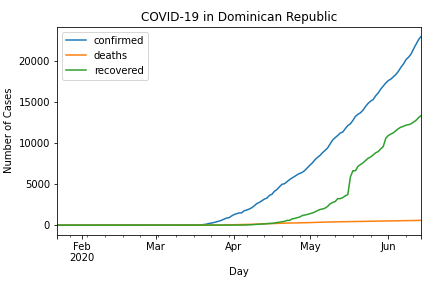 COVID-19 in Dominican Republic
confirmed
deaths
recovered
Number of Cases
20000
15000
10000
5000
0
Feb
2020
Mar
Apr
May
Jun
Day